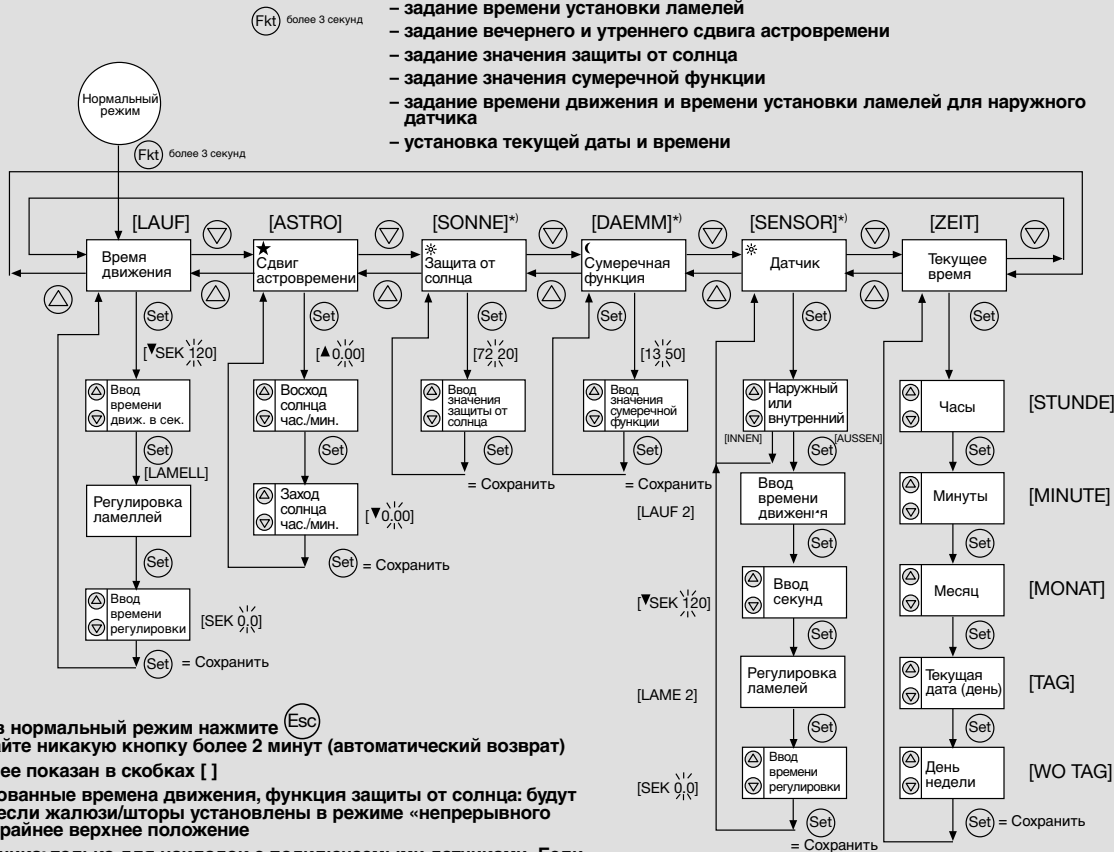 – задание времени установки ламелей
Fkt более 3 секунд
– задание вечернего и утреннего сдвига астровремени
– задание значения защиты от солнца
– задание значения сумеречной функции
– задание времени движения и времени установки ламелей для наружного
датчика
– установка текущей даты и времени
Нормальный
режим
Fkt более 3 секунд
[LAUF]
[ASTRO]
[SONNE]*)
[DAEMM]*)
[SENSOR]*)
[ZEIT]
Время
движения
Сдвиг
астровремени
Защита от
солнца
Сумеречная
функция
Датчик
Текущее
время
Set
Set
Set
Set
Set
Set
[▼SEK 120]
Ввод
времени
движ. в сек.
Set
[LAMELL]
Регулировка
ламеллей
Set
Ввод
времени
регулировки
[SEK 0.0]
Set = Сохранить
[▲0.00]
Восход
солнца
час./мин.
Set
Заход
солнца
час./мин.
[▼0.00]
Set = Сохранить
[72 20]
Ввод
значения
защиты от
солнца
Set
= Сохранить
[13 50]
Ввод
значения
сумеречной
функции
Set
= Сохранить
Наружный
или
внутренний
[INNEN]
Set
[AUSSEN]
[LAUF 2]
Ввод
времени
движения
Set
[▼SEK 120]
Ввод
секунд
Set
[LAME 2]
Регулировка
ламелей
Set
[SEK 0.0]
Ввод
времени
регулировки
Set
= Сохранить
Часы
[STUNDE]
Set
Минуты
[MINUTE]
Set
Месяц
[MONAT]
Set
Текущая
дата (день)
[TAG]
Set
День
недели
[WO TAG]
Set = Сохранить
в нормальный режим нажмите Esc
айте никакую кнопку более 2 минут (автоматический возврат)
ее показан в скобках [ ]
ованные времена движения, функция защиты от солнца: будут
если жалюзи/шторы установлены в режиме «непрерывного
райнее верхнее положение